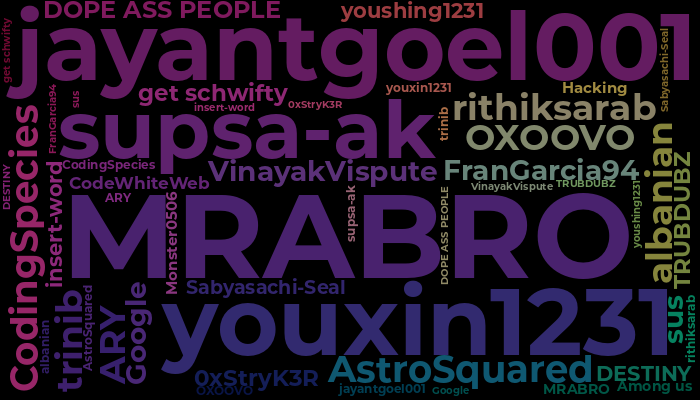 DOPE ASS PEOPLE
youshing1231
get schwifty
jayantgoel001
Sabyasachi-Seal
get schwifty
youxin1231
Hacking
sus
insert-word
0xStryK3R
FranGarcia94
supsa-ak
trinib
rithiksarab
OXOOVO
CodingSpecies
CodingSpecies
VinayakVispute
FranGarcia94
albanian
DESTINY
CodeWhiteWeb
VinayakVispute
TRUBDUBZ
TRUBDUBZ
insert-word
ARY
Monster0506
supsa-ak
DOPE ASS PEOPLE
youshing1231
MRABRO
Sabyasachi-Seal
youxin1231
sus
rithiksarab
albanian
trinib
AstroSquared
ARY
Google
AstroSquared
0xStryK3R
DESTINY
OXOOVO
jayantgoel001
Google
MRABRO
Among us